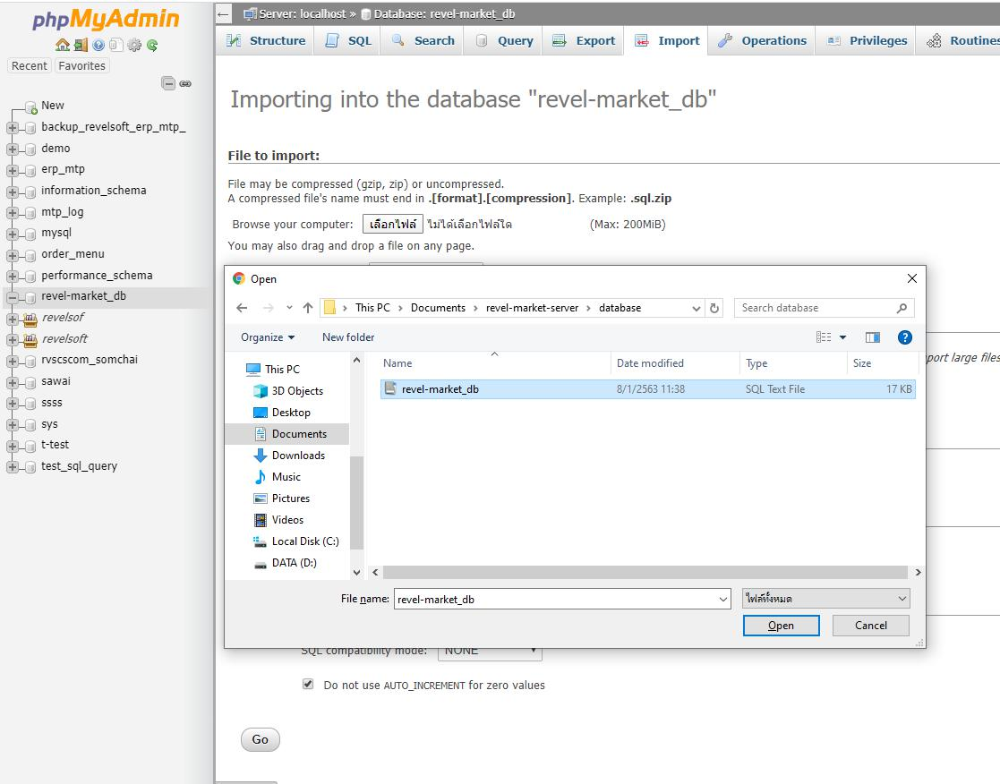 phpMyAdmin
Recent Favorites
New
backup_revelsoft_erp_mtp_
demo
erp_mtp
information_schema
mtp_log
mysql
order_menu
performance_schema
revel-market_db
revelsof
revelsoft
rvscscom_somchai
sawai
ssss
sys
t-test
test_sql_query
Server: localhost » Database: revel-market_db
Structure SQL Search Query Export Import Operations Privileges Routines
Importing into the database "revel-market_db"
File to import:
File may be compressed (gzip, zip) or uncompressed.
A compressed file's name must end in .[format].[compression]. Example: .sql.zip
Browse your computer: เลือกไฟล์ ไม่ได้เลือกไฟล์ใด (Max: 200MiB)
You may also drag and drop a file on any page.
Open
This PC › Documents › revel-market-server › database
Search database
Organize New folder
port large files
This PC
3D Objects
Desktop
Documents
Downloads
Music
Pictures
Videos
Local Disk (C:)
DATA (D:)
Name Date modified Type Size
revel-market_db 8/1/2563 11:38 SQL Text File 17 KB
File name: revel-market_db ไฟล์ทั้งหมด
Open Cancel
SQL compatibility mode: NONE
Do not use AUTO_INCREMENT for zero values
Go